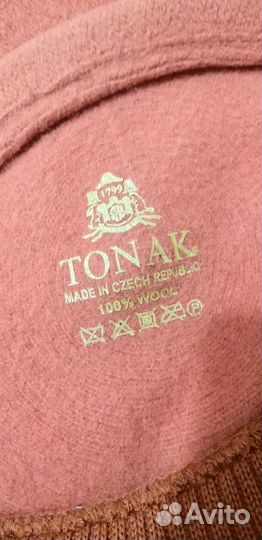 1799
TONAK
MADE IN CZECH REPUBLIC
100% WOOL
P
Avito